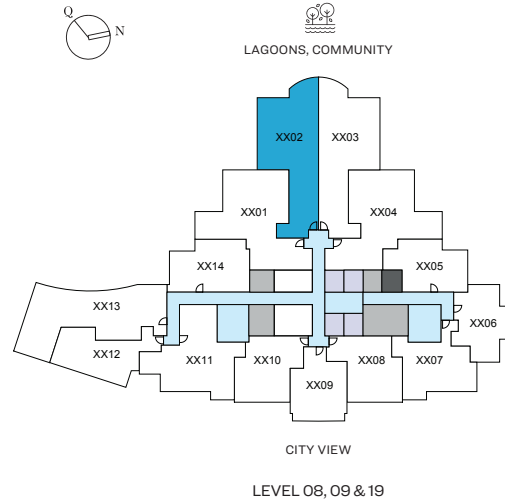 Q
N
LAGOONS, COMMUNITY
XX02
XX03
XX01
XX04
XX14
XX05
XX13
XX06
XX12
XX11
XX10
XX08
XX07
XX09
CITY VIEW
LEVEL 08, 09 & 19